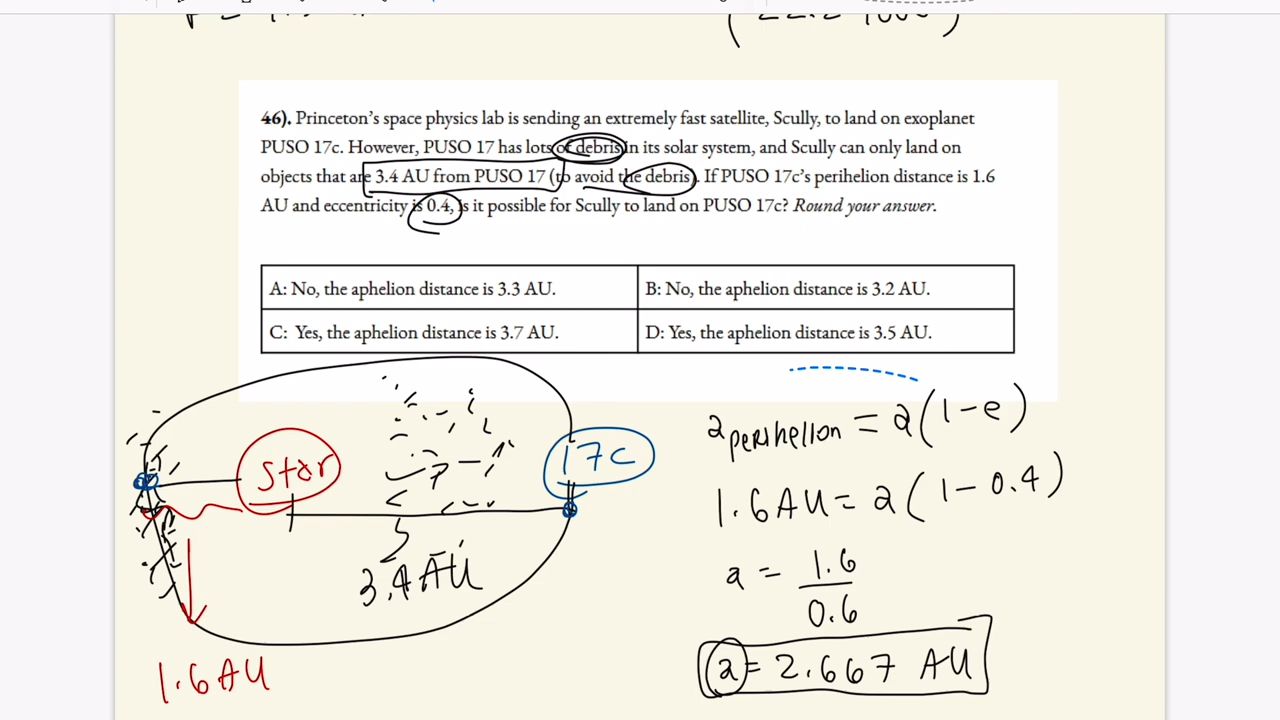 46). Princeton's space physics lab is sending an extremely fast satellite, Scully, to land on exoplanet
PUSO 17c. However, PUSO 17 has lots of debris in its solar system, and Scully can only land on
objects that are 3.4 AU from PUSO 17 (to avoid the debris). If PUSO 17c's perihelion distance is 1.6
AU and eccentricity is 0.4, is it possible for Scully to land on PUSO 17c? Round your answer.
A: No, the aphelion distance is 3.3 AU.
B: No, the aphelion distance is 3.2 AU.
C: Yes, the aphelion distance is 3.7 AU.
D: Yes, the aphelion distance is 3.5 AU.
star
17c
3.4 AU
1.6 AU
a perihelion = a(1-e)
1.6 AU = a(1-0.4)
a = 1.6
0.6
a = 2.667 AU